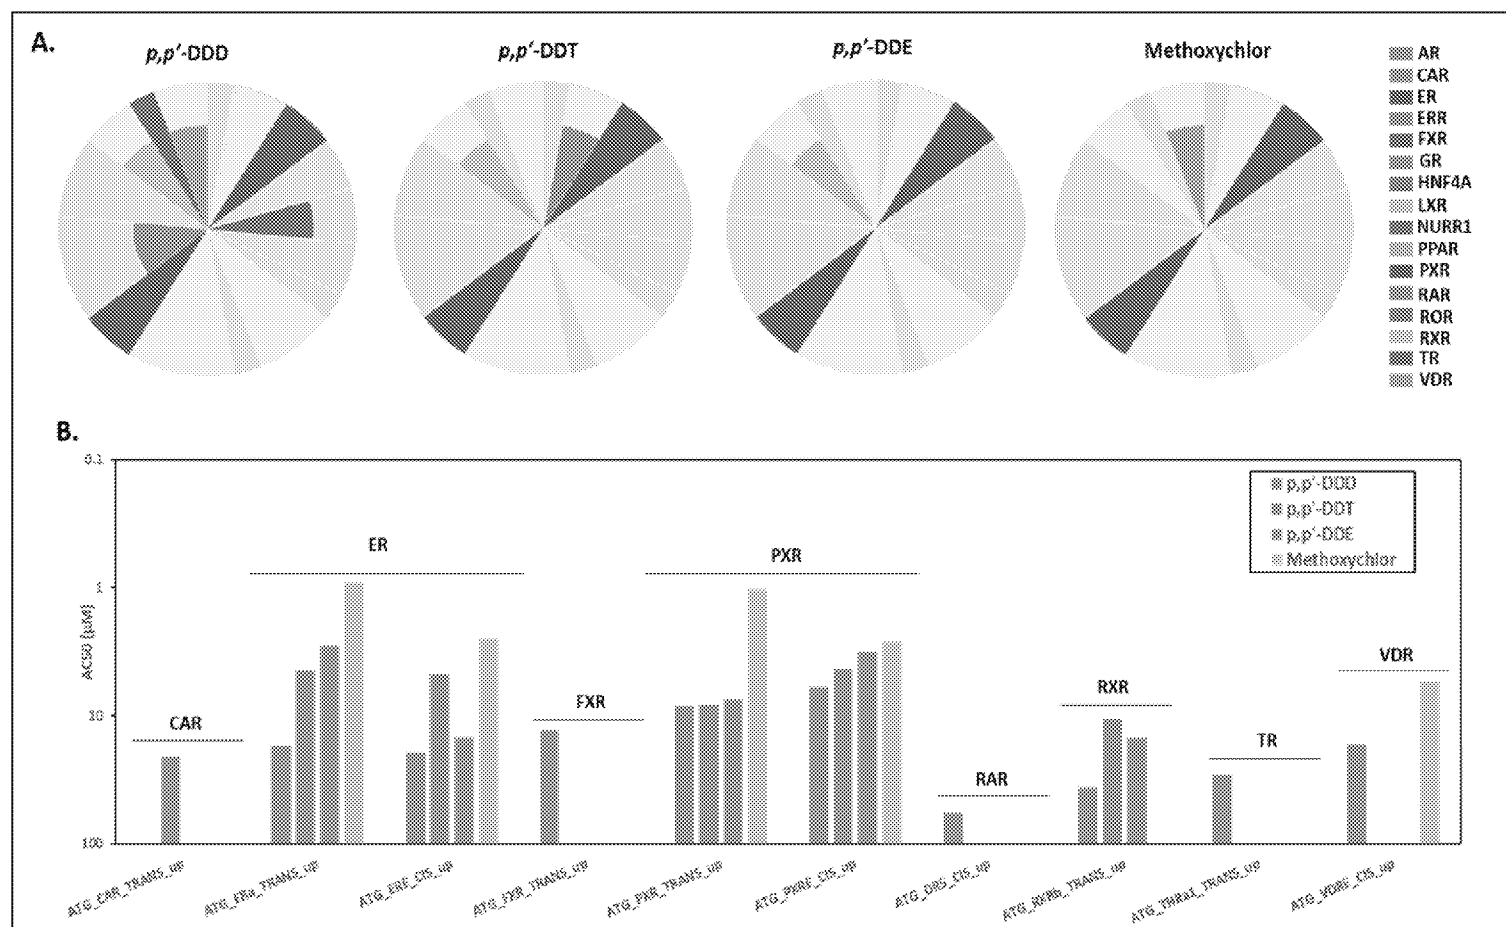 A.
p,p'-DDD
p,p'-DDT
p,p'-DDE
Methoxychlor
AR
CAR
ER
ERR
FXR
GR
HNF4A
LXR
NURR1
PPAR
PXR
RAR
ROR
RXR
TR
VDR
B.
0.1
1
10
100
AC50 [µM]
p,p'-DDD
p,p'-DDT
p,p'-DDE
Methoxychlor
CAR
ER
FXR
PXR
RAR
RXR
TR
VDR
ATG_CAR_TRANS_up
ATG_ERa_TRANS_up
ATG_ERE_CIS_up
ATG_FXR_TRANS_up
ATG_PXR_TRANS_up
ATG_PXRE_CIS_up
ATG_DR5_CIS_up
ATG_RXRb_TRANS_up
ATG_THRa1_TRANS_up
ATG_VDRE_CIS_up